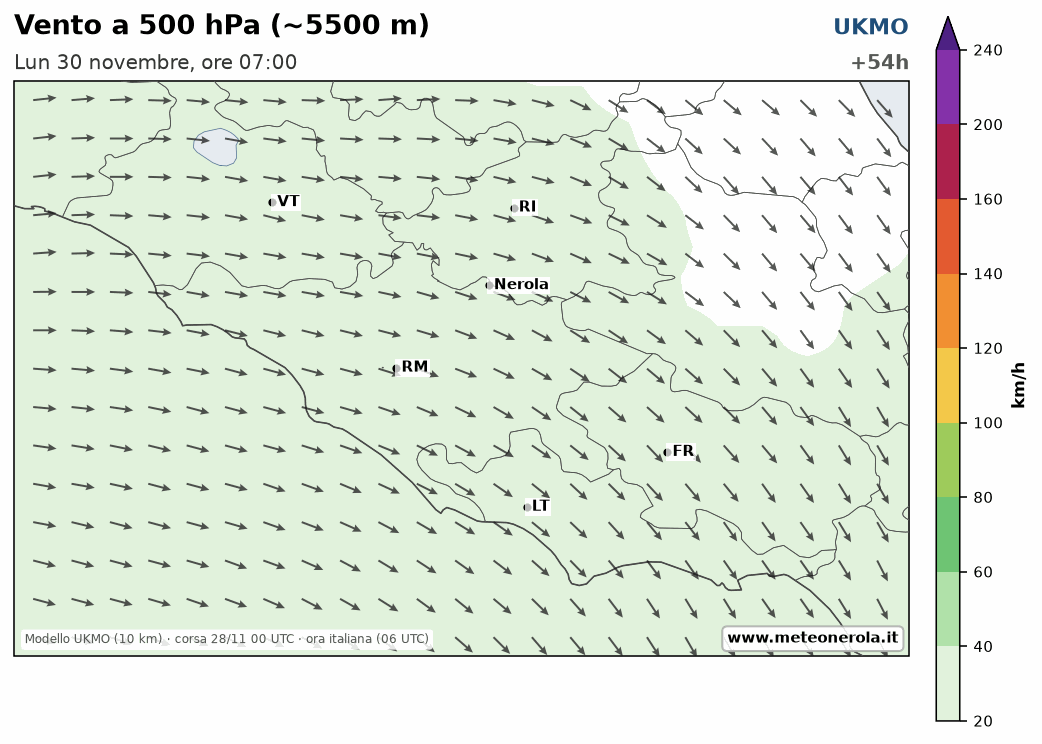 Vento a 500 hPa (~5500 m)
UKMO
Lun 30 novembre, ore 07:00
+54h
240
200
160
140
120
100
80
60
40
20
km/h
VT
RI
Nerola
RM
FR
LT
Modello UKMO (10 km) · corsa 28/11 00 UTC · ora italiana (06 UTC)
www.meteonerola.it